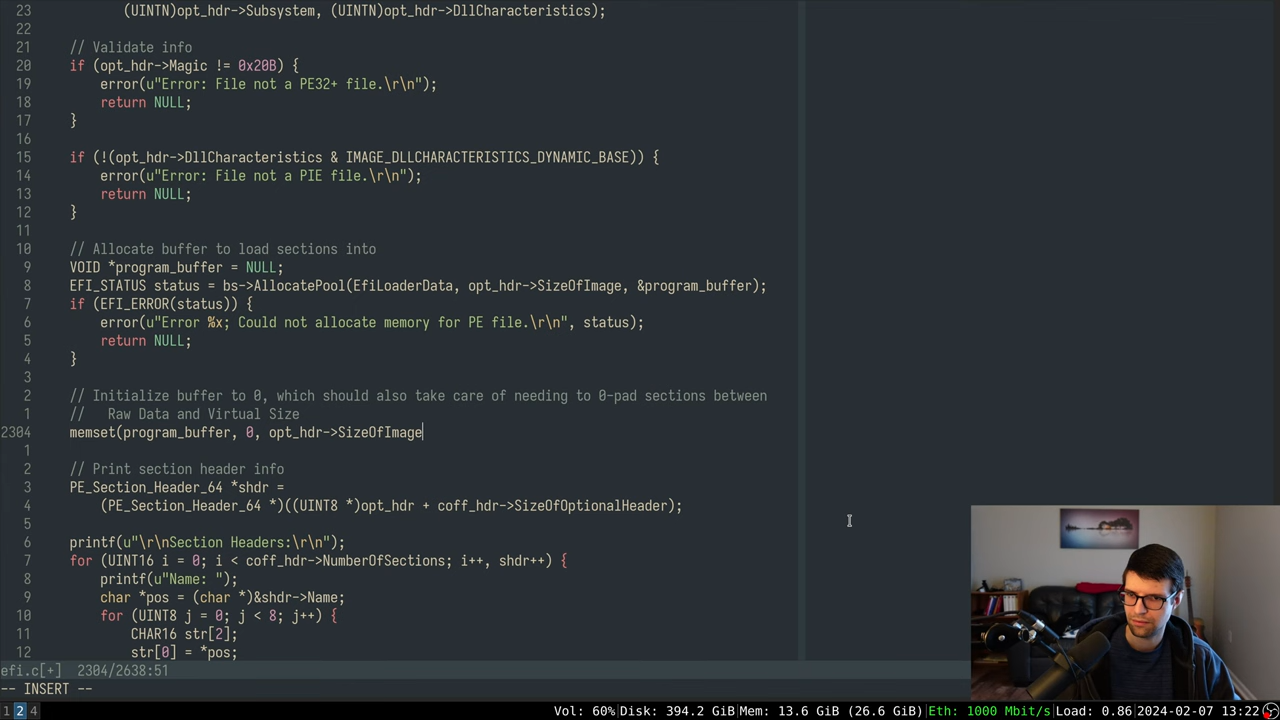 23            (UINTN)opt_hdr->Subsystem, (UINTN)opt_hdr->DllCharacteristics);
22
21     // Validate info
20     if (opt_hdr->Magic != 0x20B) {
19         error(u"Error: File not a PE32+ file.\r\n");
18         return NULL;
17     }
16
15     if (!(opt_hdr->DllCharacteristics & IMAGE_DLLCHARACTERISTICS_DYNAMIC_BASE)) {
14         error(u"Error: File not a PIE file.\r\n");
13         return NULL;
12     }
11
10     // Allocate buffer to load sections into
9     VOID *program_buffer = NULL;
8     EFI_STATUS status = bs->AllocatePool(EfiLoaderData, opt_hdr->SizeOfImage, &program_buffer);
7     if (EFI_ERROR(status)) {
6         error(u"Error %x; Could not allocate memory for PE file.\r\n", status);
5         return NULL;
4     }
3
2     // Initialize buffer to 0, which should also take care of needing to 0-pad sections between
1     //   Raw Data and Virtual Size
2304     memset(program_buffer, 0, opt_hdr->SizeOfImage
1
2     // Print section header info
3     PE_Section_Header_64 *shdr =
4         (PE_Section_Header_64 *)((UINT8 *)opt_hdr + coff_hdr->SizeOfOptionalHeader);
5
6     printf(u"\r\nSection Headers:\r\n");
7     for (UINT16 i = 0; i < coff_hdr->NumberOfSections; i++, shdr++) {
8         printf(u"Name: ");
9         char *pos = (char *)&shdr->Name;
10         for (UINT8 j = 0; j < 8; j++) {
11             CHAR16 str[2];
12             str[0] = *pos;
efi.c[+]  2304/2638:51
-- INSERT --
1 2 4 Vol: 60%|Disk: 394.2 GiB|Mem: 13.6 GiB (26.6 GiB)|Eth: 1000 Mbit/s|Load: 0.86|2024-02-07 13:22